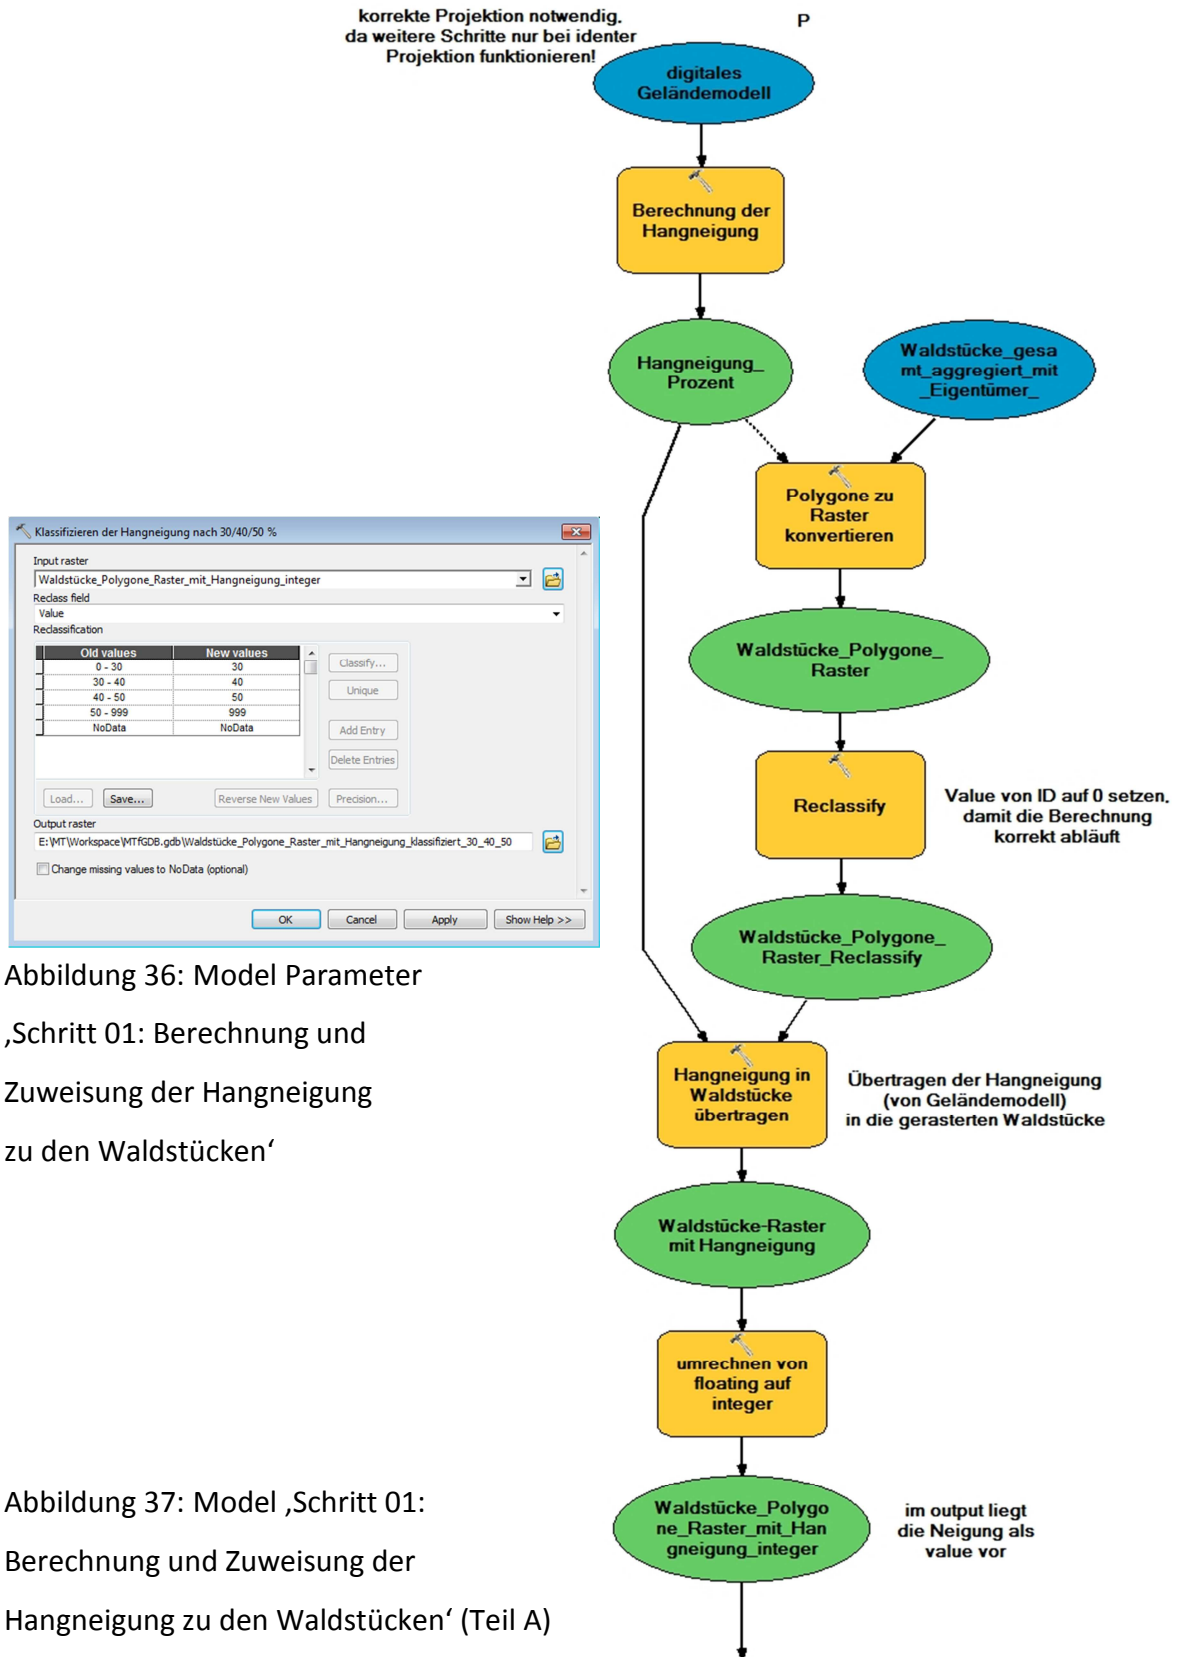 korrekte Projektion notwendig,
da weitere Schritte nur bei identer
Projektion funktionieren!
P
digitales
Geländemodell
Berechnung der
Hangneigung
Hangneigung_
Prozent
Waldstücke_gesa
mt_aggregiert_mit
_Eigentümer_
Polygone zu
Raster
konvertieren
Waldstücke_Polygone_
Raster
Reclassify
Value von ID auf 0 setzen,
damit die Berechnung
korrekt abläuft
Waldstücke_Polygone_
Raster_Reclassify
Hangneigung in
Waldstücke
übertragen
Übertragen der Hangneigung
(von Geländemodell)
in die gerasterten Waldstücke
Waldstücke-Raster
mit Hangneigung
umrechnen von
floating auf
integer
Waldstücke_Polygo
ne_Raster_mit_Han
gneigung_integer
im output liegt
die Neigung als
value vor
Klassifizieren der Hangneigung nach 30/40/50 %
Input raster
Waldstücke_Polygone_Raster_mit_Hangneigung_integer
Reclass field
Value
Reclassification
Old values New values
0 - 30 30
30 - 40 40
40 - 50 50
50 - 999 999
NoData NoData
Classify...
Unique
Add Entry
Delete Entries
Load... Save... Reverse New Values Precision...
Output raster
E:\MT\Workspace\MTfGDB.gdb\Waldstücke_Polygone_Raster_mit_Hangneigung_klassifiziert_30_40_50
Change missing values to NoData (optional)
OK Cancel Apply Show Help >>
Abbildung 36: Model Parameter
‚Schritt 01: Berechnung und
Zuweisung der Hangneigung
zu den Waldstücken‘
Abbildung 37: Model ‚Schritt 01:
Berechnung und Zuweisung der
Hangneigung zu den Waldstücken‘ (Teil A)